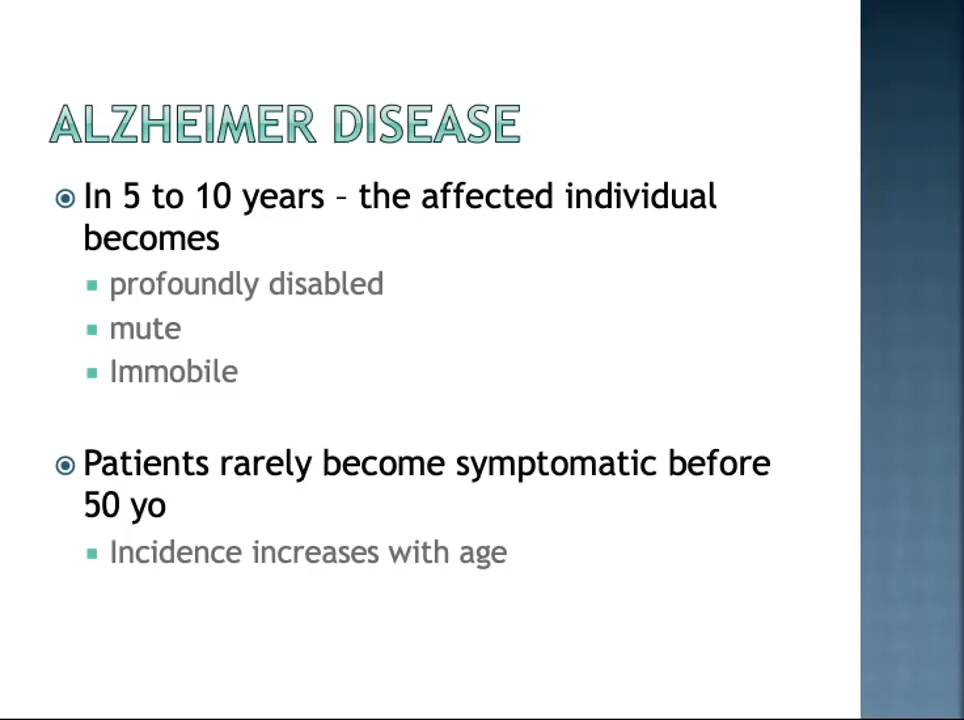 ALZHEIMER DISEASE
In 5 to 10 years – the affected individual
becomes
profoundly disabled
mute
Immobile
Patients rarely become symptomatic before
50 yo
Incidence increases with age